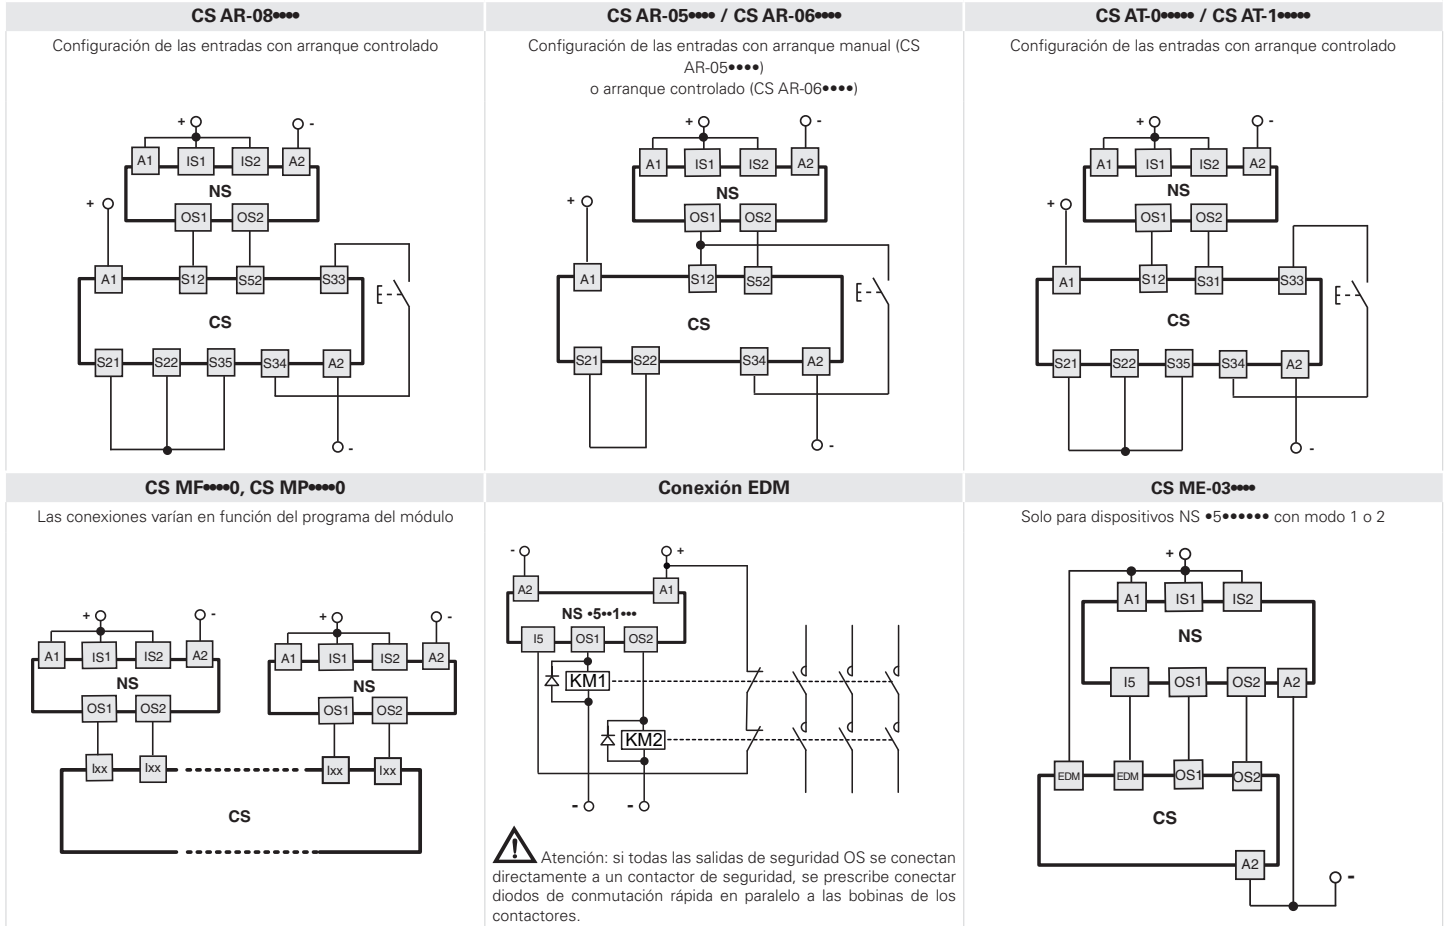 CS AR-08••••
Configuración de las entradas con arranque controlado
+
-
A1 IS1 IS2 A2
NS
OS1 OS2
+
A1 S12 S52 S33
CS
S21 S22 S35 S34 A2
-
CS AR-05•••• / CS AR-06••••
Configuración de las entradas con arranque manual (CS
AR-05••••)
o arranque controlado (CS AR-06••••)
+
-
A1 IS1 IS2 A2
NS
OS1 OS2
+
A1 S12 S52
CS
S21 S22 S34 A2
-
CS AT-0••••• / CS AT-1•••••
Configuración de las entradas con arranque controlado
+
-
A1 IS1 IS2 A2
NS
OS1 OS2
+
A1 S12 S31 S33
CS
S21 S22 S35 S34 A2
-
CS MF••••0, CS MP••••0
Las conexiones varían en función del programa del módulo
+
-
+
-
A1 IS1 IS2 A2
NS
OS1 OS2
A1 IS1 IS2 A2
NS
OS1 OS2
Ixx Ixx Ixx Ixx
CS
Conexión EDM
-
+
A2 A1
NS •5••1•••
I5 OS1 OS2
KM1
KM2
-
-
Atención: si todas las salidas de seguridad OS se conectan
directamente a un contactor de seguridad, se prescribe conectar
diodos de conmutación rápida en paralelo a las bobinas de los
contactores.
CS ME-03••••
Solo para dispositivos NS •5•••••• con modo 1 o 2
+
A1 IS1 IS2
NS
I5 OS1 OS2 A2
EDM EDM OS1 OS2
CS
A2
-